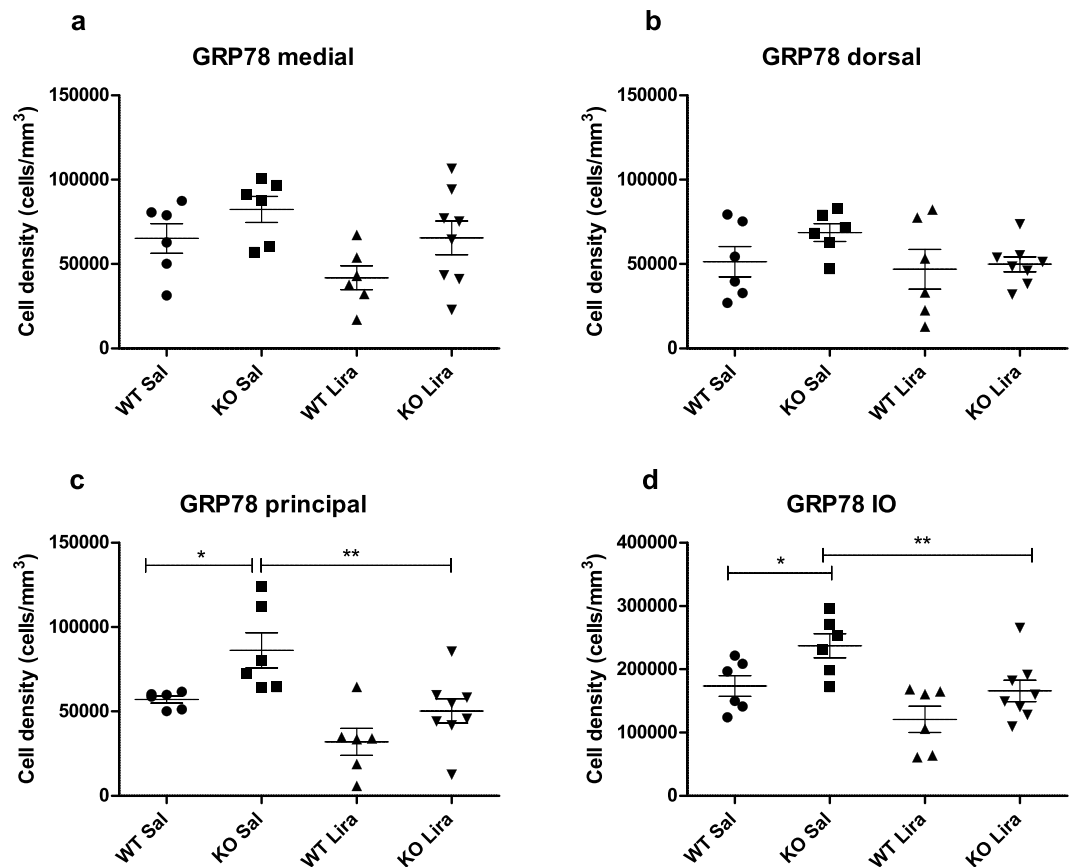 a
GRP78 medial
150000
100000
50000
0
Cell density (cells/mm³)
WT Sal
KO Sal
WT Lira
KO Lira
b
GRP78 dorsal
150000
100000
50000
0
Cell density (cells/mm³)
WT Sal
KO Sal
WT Lira
KO Lira
c
GRP78 principal
150000
100000
50000
0
Cell density (cells/mm³)
*
**
WT Sal
KO Sal
WT Lira
KO Lira
d
GRP78 IO
400000
300000
200000
100000
0
Cell density (cells/mm³)
*
**
WT Sal
KO Sal
WT Lira
KO Lira